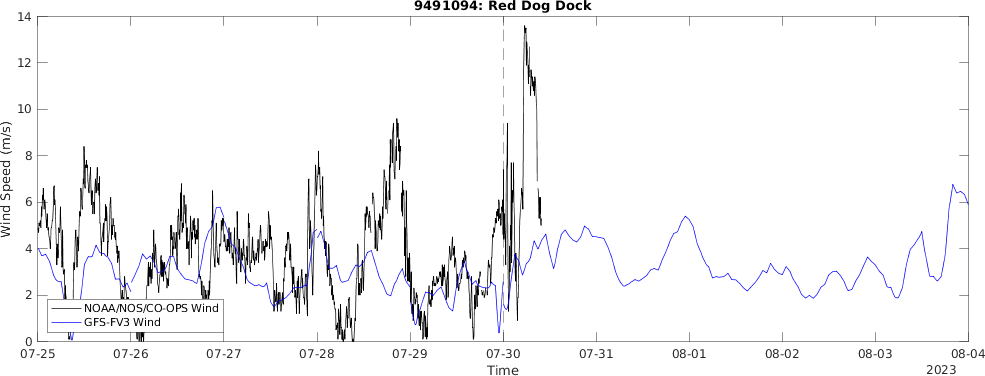 9491094: Red Dog Dock
Wind Speed (m/s)
14
12
10
8
6
4
2
0
NOAA/NOS/CO-OPS Wind
GFS-FV3 Wind
07-25 07-26 07-27 07-28 07-29 07-30 07-31 08-01 08-02 08-03 08-04
Time
2023